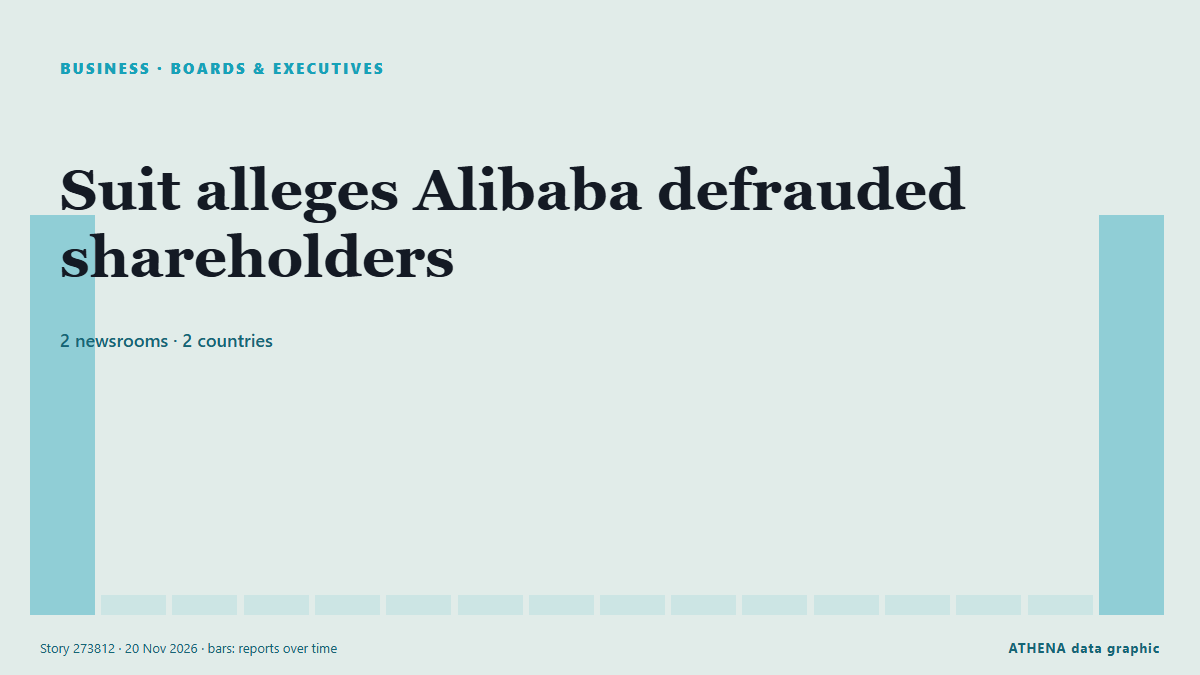 BUSINESS · BOARDS & EXECUTIVES
Suit alleges Alibaba defrauded
shareholders
2 newsrooms · 2 countries
Story 273812 · 20 Nov 2026 · bars: reports over time
ATHENA data graphic